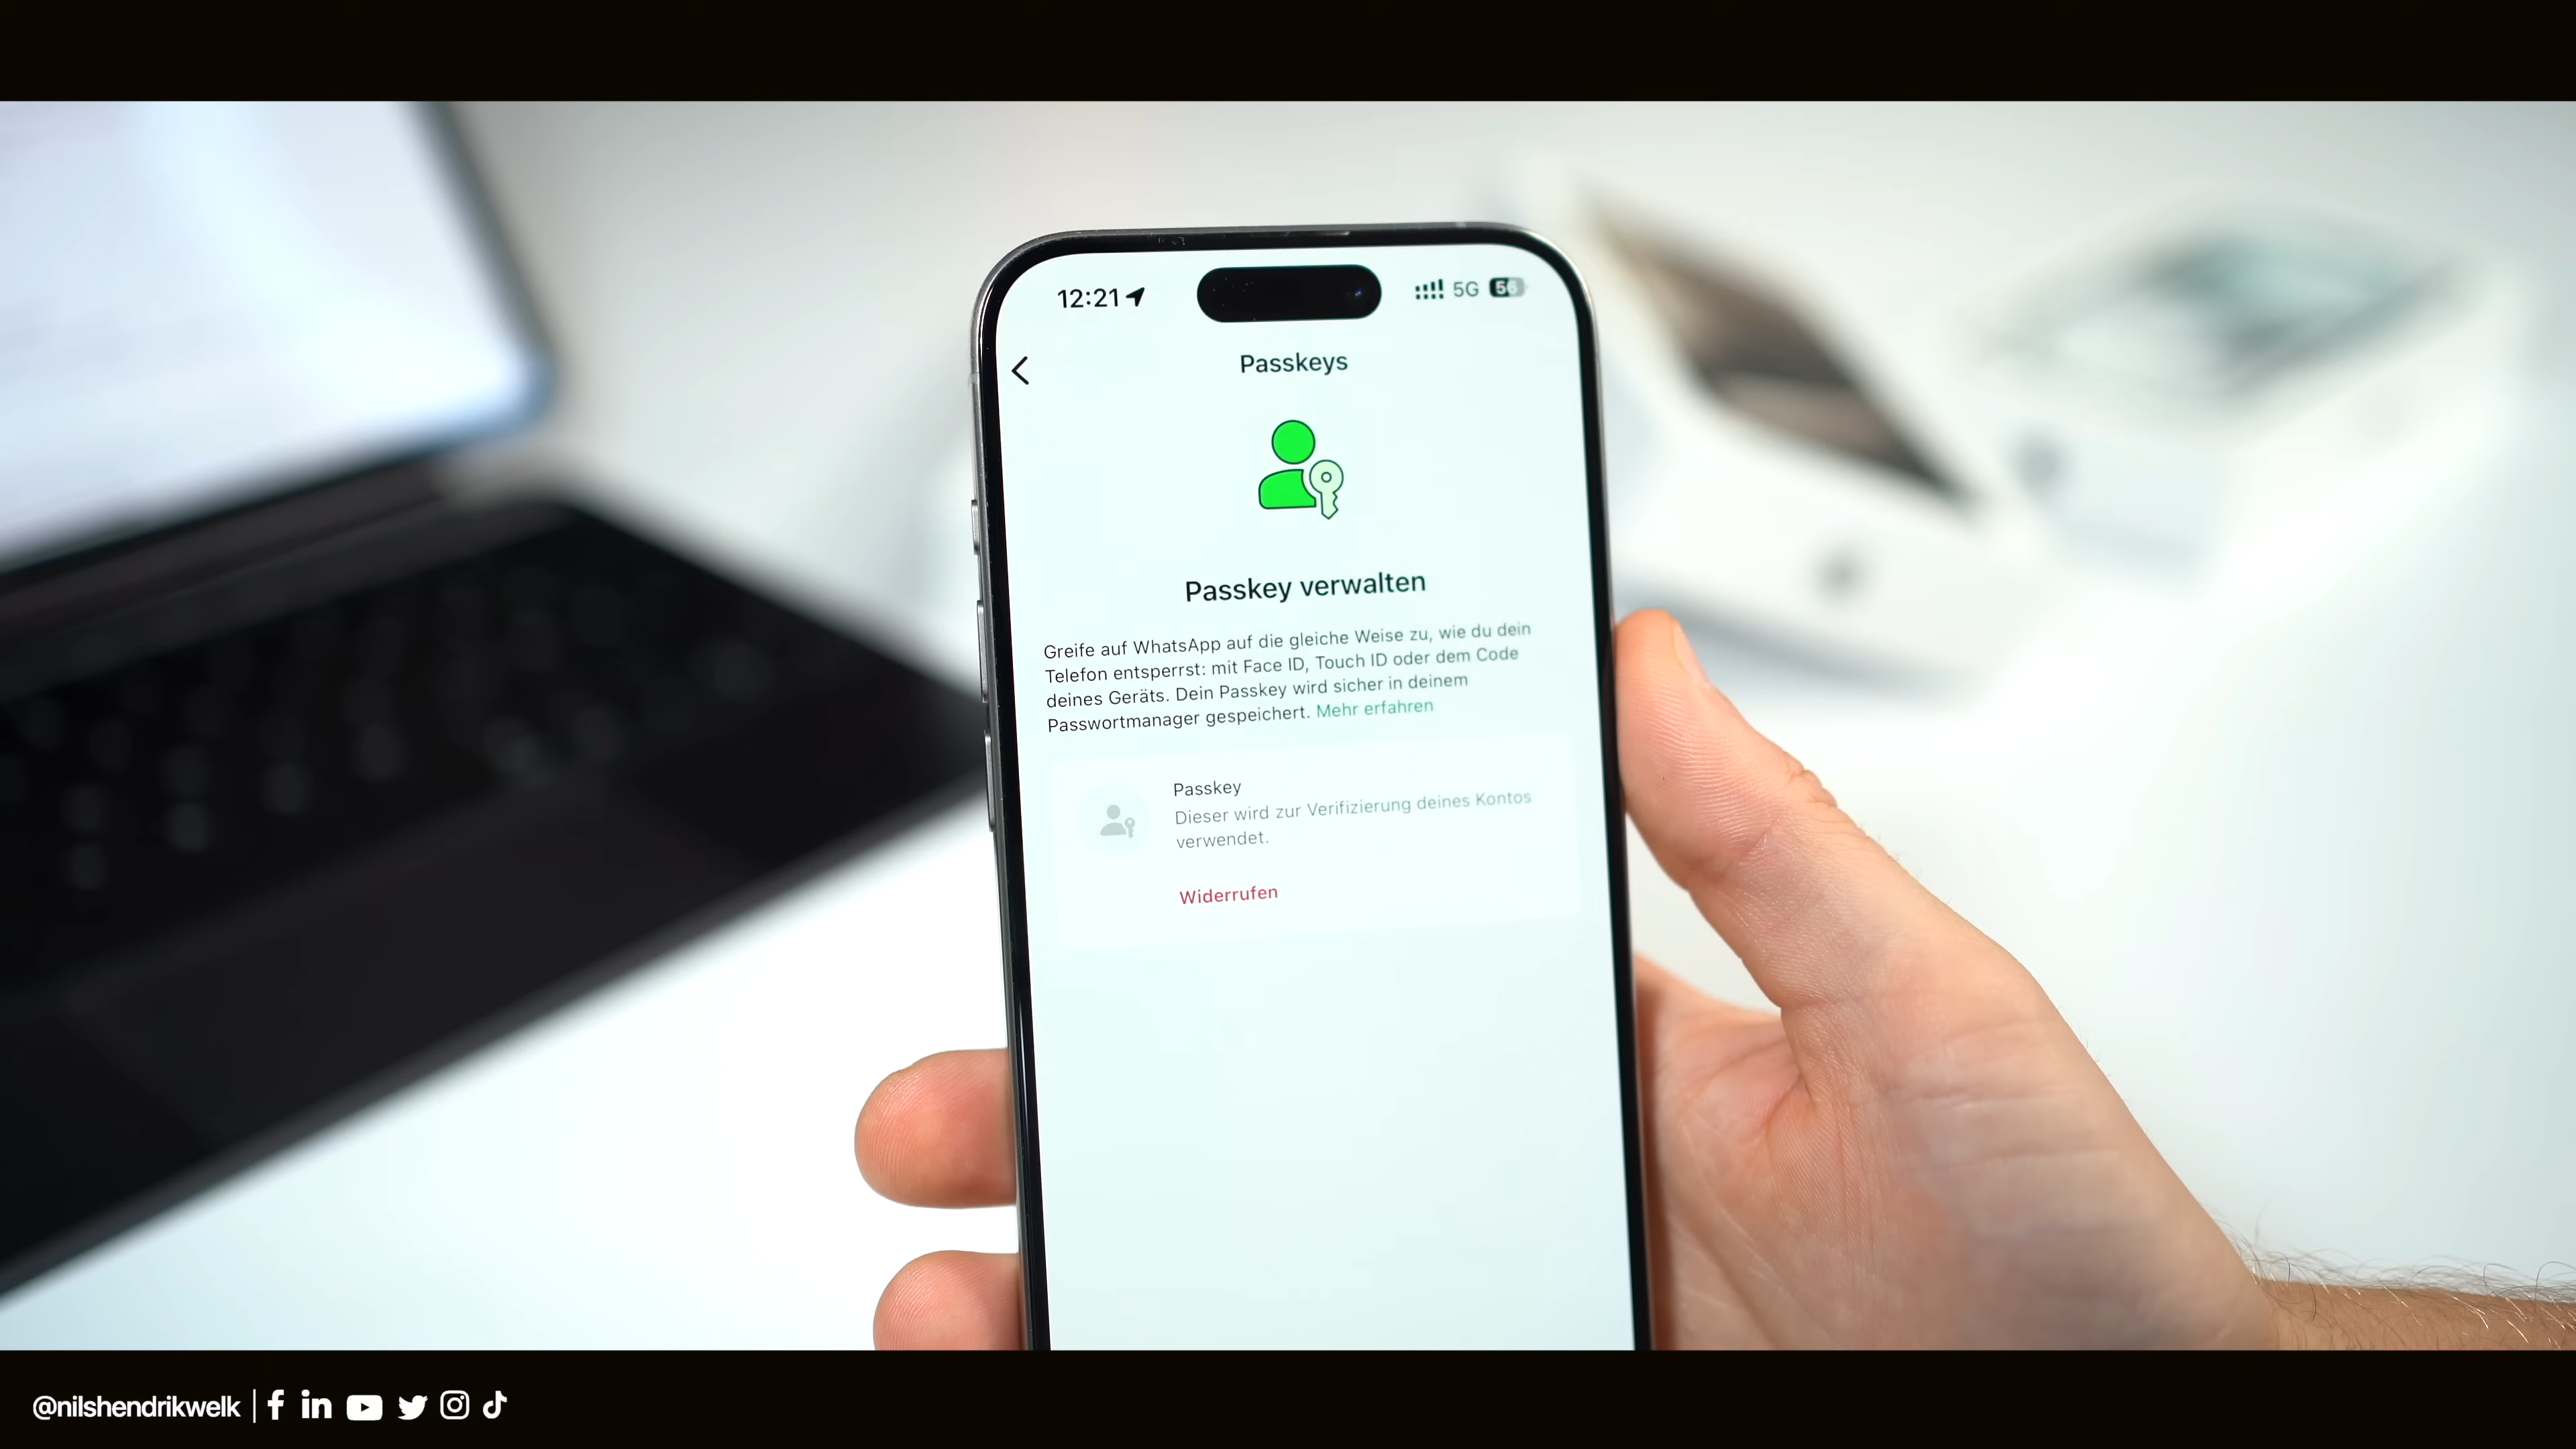 12:21 5G 56
Passkeys
Passkey verwalten
Greife auf WhatsApp auf die gleiche Weise zu, wie du dein
Telefon entsperrst: mit Face ID, Touch ID oder dem Code
deines Geräts. Dein Passkey wird sicher in deinem
Passwortmanager gespeichert. Mehr erfahren
Passkey
Dieser wird zur Verifizierung deines Kontos
verwendet.
Widerrufen
@nilshendrikwelk